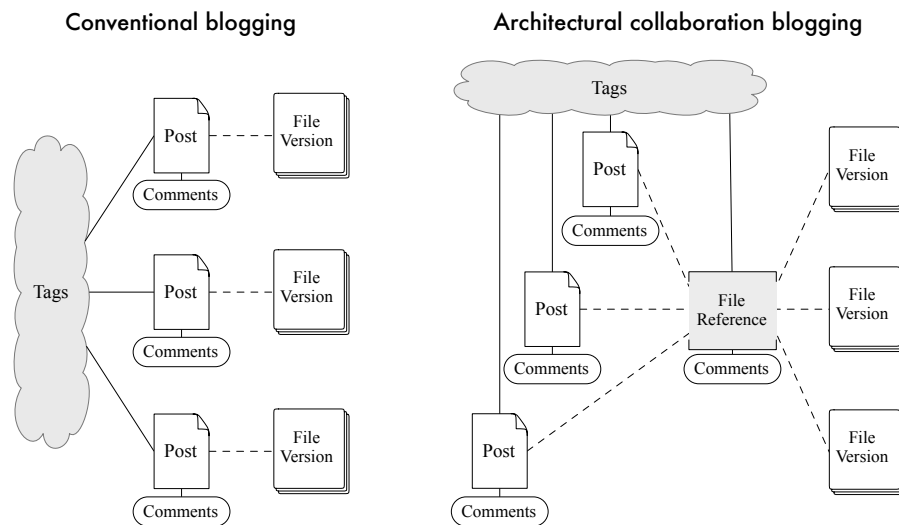 Conventional blogging
Post
File
Version
Comments
Tags
Post
File
Version
Comments
Post
File
Version
Comments
Architectural collaboration blogging
Tags
Post
Comments
File
Version
Post
Comments
File
Reference
Comments
File
Version
Post
Comments
File
Version